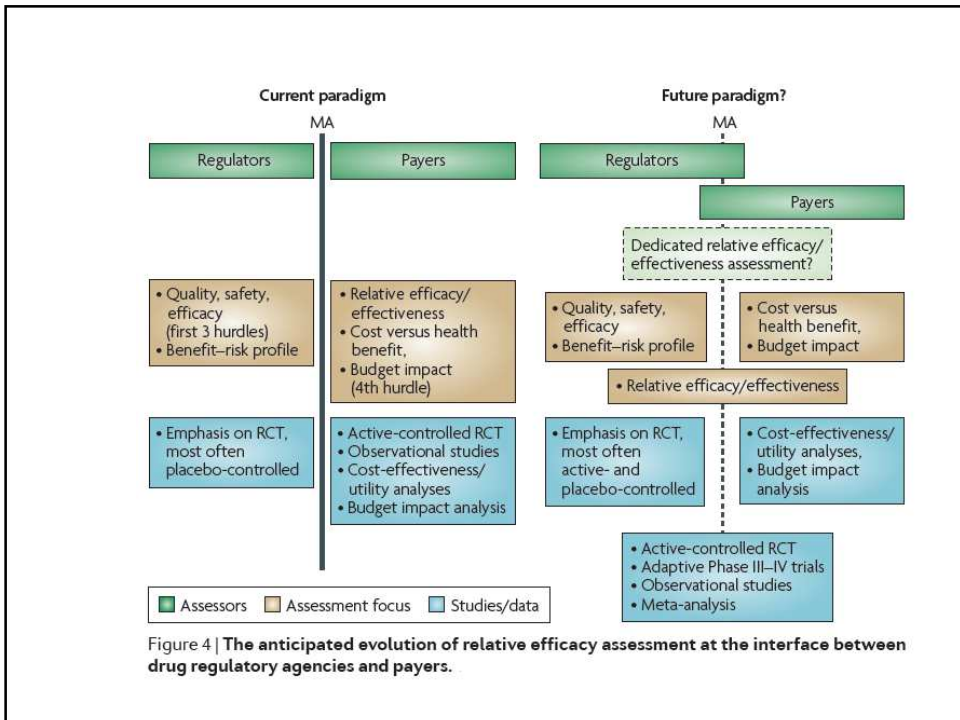 Current paradigm
MA
Regulators
Payers
• Quality, safety,
efficacy
(first 3 hurdles)
• Benefit–risk profile
• Relative efficacy/
effectiveness
• Cost versus health
benefit,
• Budget impact
(4th hurdle)
• Emphasis on RCT,
most often
placebo-controlled
• Active-controlled RCT
• Observational studies
• Cost-effectiveness/
utility analyses
• Budget impact analysis
Future paradigm?
MA
Regulators
Payers
Dedicated relative efficacy/
effectiveness assessment?
• Quality, safety,
efficacy
• Benefit–risk profile
• Cost versus
health benefit,
• Budget impact
• Relative efficacy/effectiveness
• Emphasis on RCT,
most often
active- and
placebo-controlled
• Cost-effectiveness/
utility analyses,
• Budget impact
analysis
• Active-controlled RCT
• Adaptive Phase III–IV trials
• Observational studies
• Meta-analysis
Assessors
Assessment focus
Studies/data
Figure 4 | The anticipated evolution of relative efficacy assessment at the interface between
drug regulatory agencies and payers.